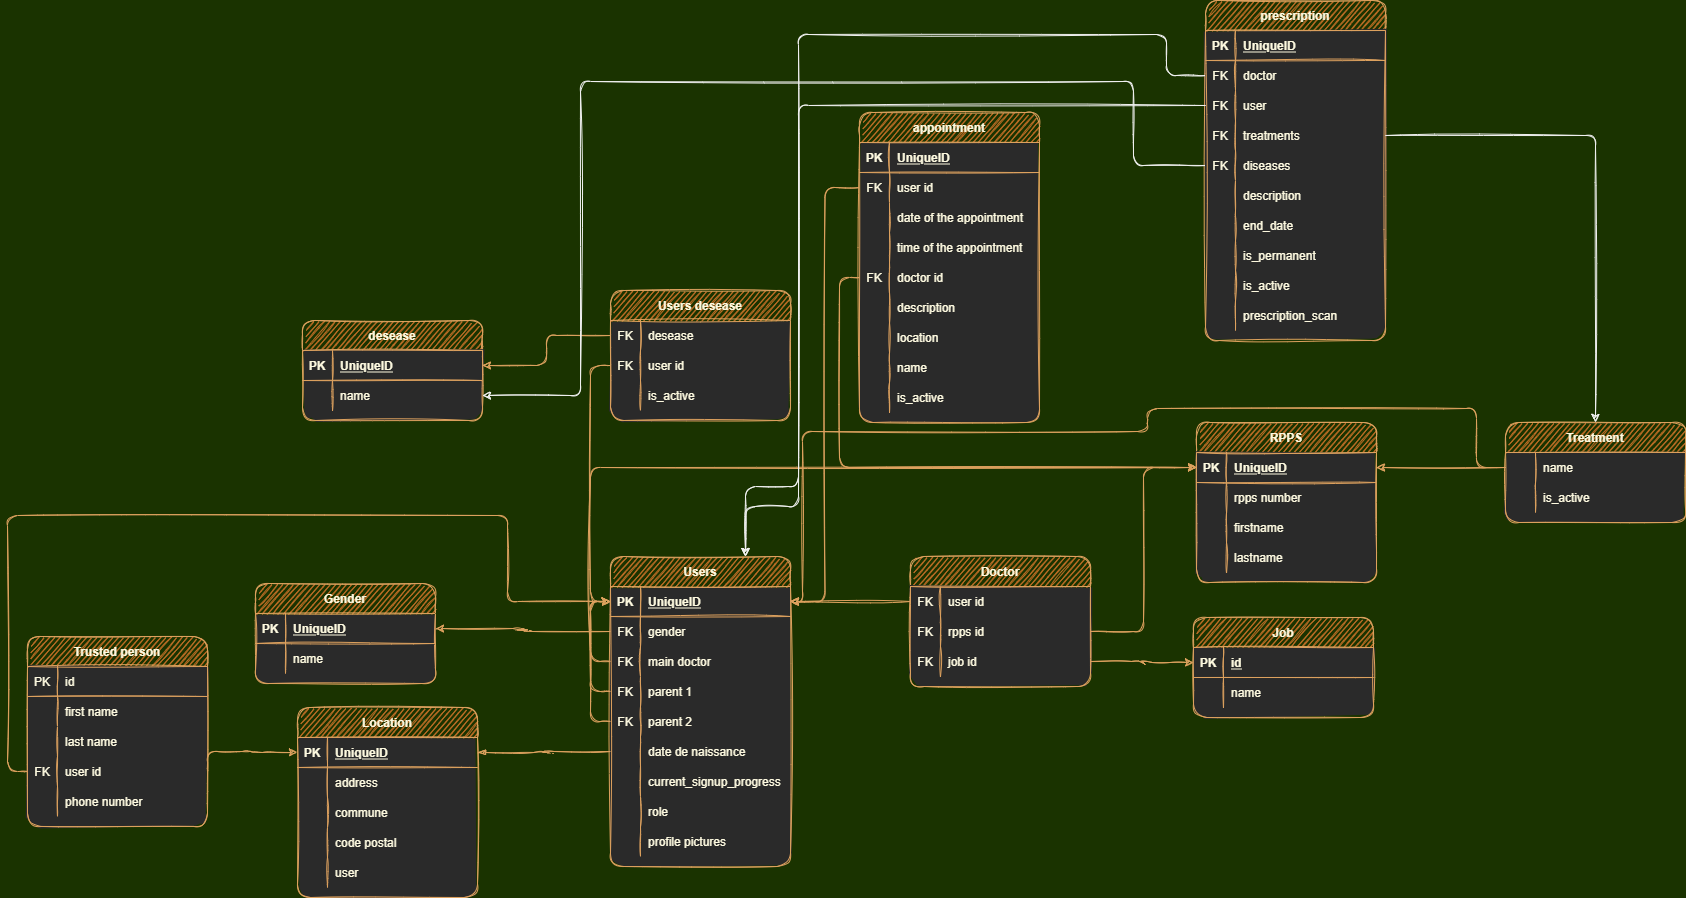 prescription
PK UniqueID
FK doctor
FK user
FK treatments
FK diseases
description
end_date
is_permanent
is_active
prescription_scan
appointment
PK UniqueID
FK user id
date of the appointment
time of the appointment
FK doctor id
description
location
name
is_active
Users desease
FK desease
FK user id
is_active
desease
PK UniqueID
name
RPPS
PK UniqueID
rpps number
firstname
lastname
Treatment
name
is_active
Users
PK UniqueID
FK gender
FK main doctor
FK parent 1
FK parent 2
date de naissance
current_signup_progress
role
profile pictures
Doctor
FK user id
FK rpps id
FK job id
Job
PK id
name
Gender
PK UniqueID
name
Trusted person
PK id
first name
last name
FK user id
phone number
Location
PK UniqueID
address
commune
code postal
user